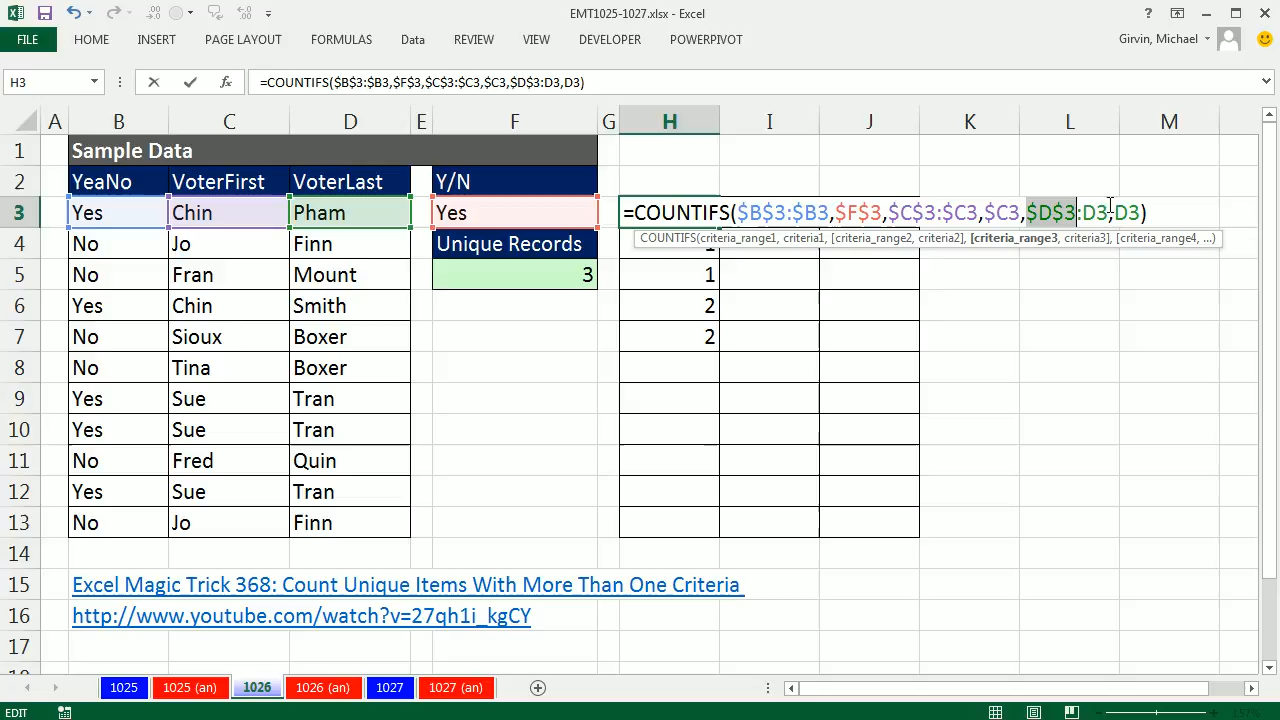 EMT1025-1027.xlsx - Excel
FILE HOME INSERT PAGE LAYOUT FORMULAS Data REVIEW VIEW DEVELOPER POWERPIVOT Girvin, Michael
H3 fx =COUNTIFS($B$3:$B3,$F$3,$C$3:$C3,$C3,$D$3:D3,D3)
A B C D E F G H I J K L M
1 Sample Data
2 YeaNo VoterFirst VoterLast Y/N
3 Yes Chin Pham Yes =COUNTIFS($B$3:$B3,$F$3,$C$3:$C3,$C3,$D$3:D3,D3)
COUNTIFS(criteria_range1, criteria1, [criteria_range2, criteria2], [criteria_range3, criteria3], [criteria_range4, ...)
4 No Jo Finn Unique Records
5 No Fran Mount 3 1
6 Yes Chin Smith 2
7 No Sioux Boxer 2
8 No Tina Boxer
9 Yes Sue Tran
10 Yes Sue Tran
11 No Fred Quin
12 Yes Sue Tran
13 No Jo Finn
14
15 Excel Magic Trick 368: Count Unique Items With More Than One Criteria
16 http://www.youtube.com/watch?v=27qh1i_kgCY
17
1025 1025 (an) 1026 1026 (an) 1027 1027 (an)
EDIT